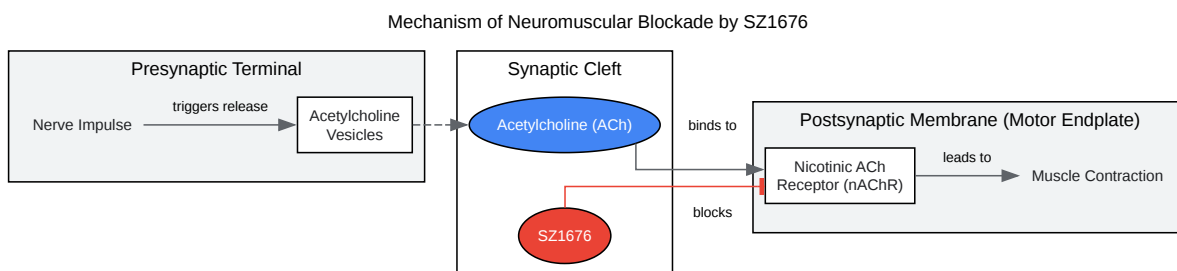 Mechanism of Neuromuscular Blockade by SZ1676
Presynaptic Terminal
Nerve Impulse
triggers release
Acetylcholine
Vesicles
Synaptic Cleft
Acetylcholine (ACh)
SZ1676
binds to
blocks
Postsynaptic Membrane (Motor Endplate)
Nicotinic ACh
Receptor (nAChR)
leads to
Muscle Contraction